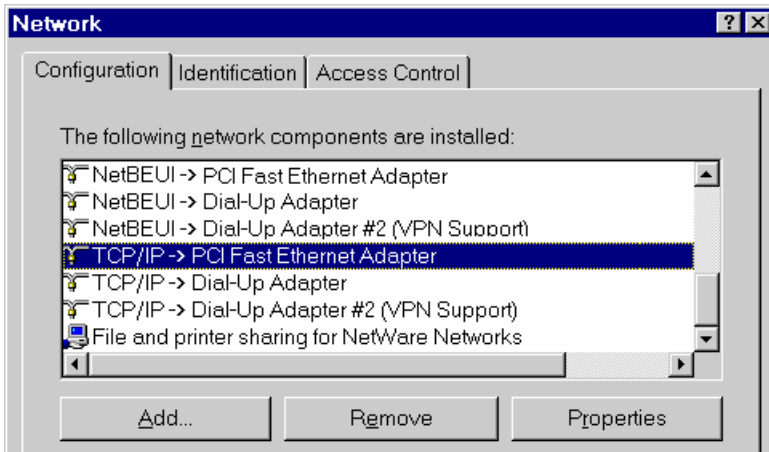 Network
Configuration Identification Access Control
The following network components are installed:
NetBEUI -> PCI Fast Ethernet Adapter
NetBEUI -> Dial-Up Adapter
NetBEUI -> Dial-Up Adapter #2 (VPN Support)
TCP/IP -> PCI Fast Ethernet Adapter
TCP/IP -> Dial-Up Adapter
TCP/IP -> Dial-Up Adapter #2 (VPN Support)
File and printer sharing for NetWare Networks
Add... Remove Properties